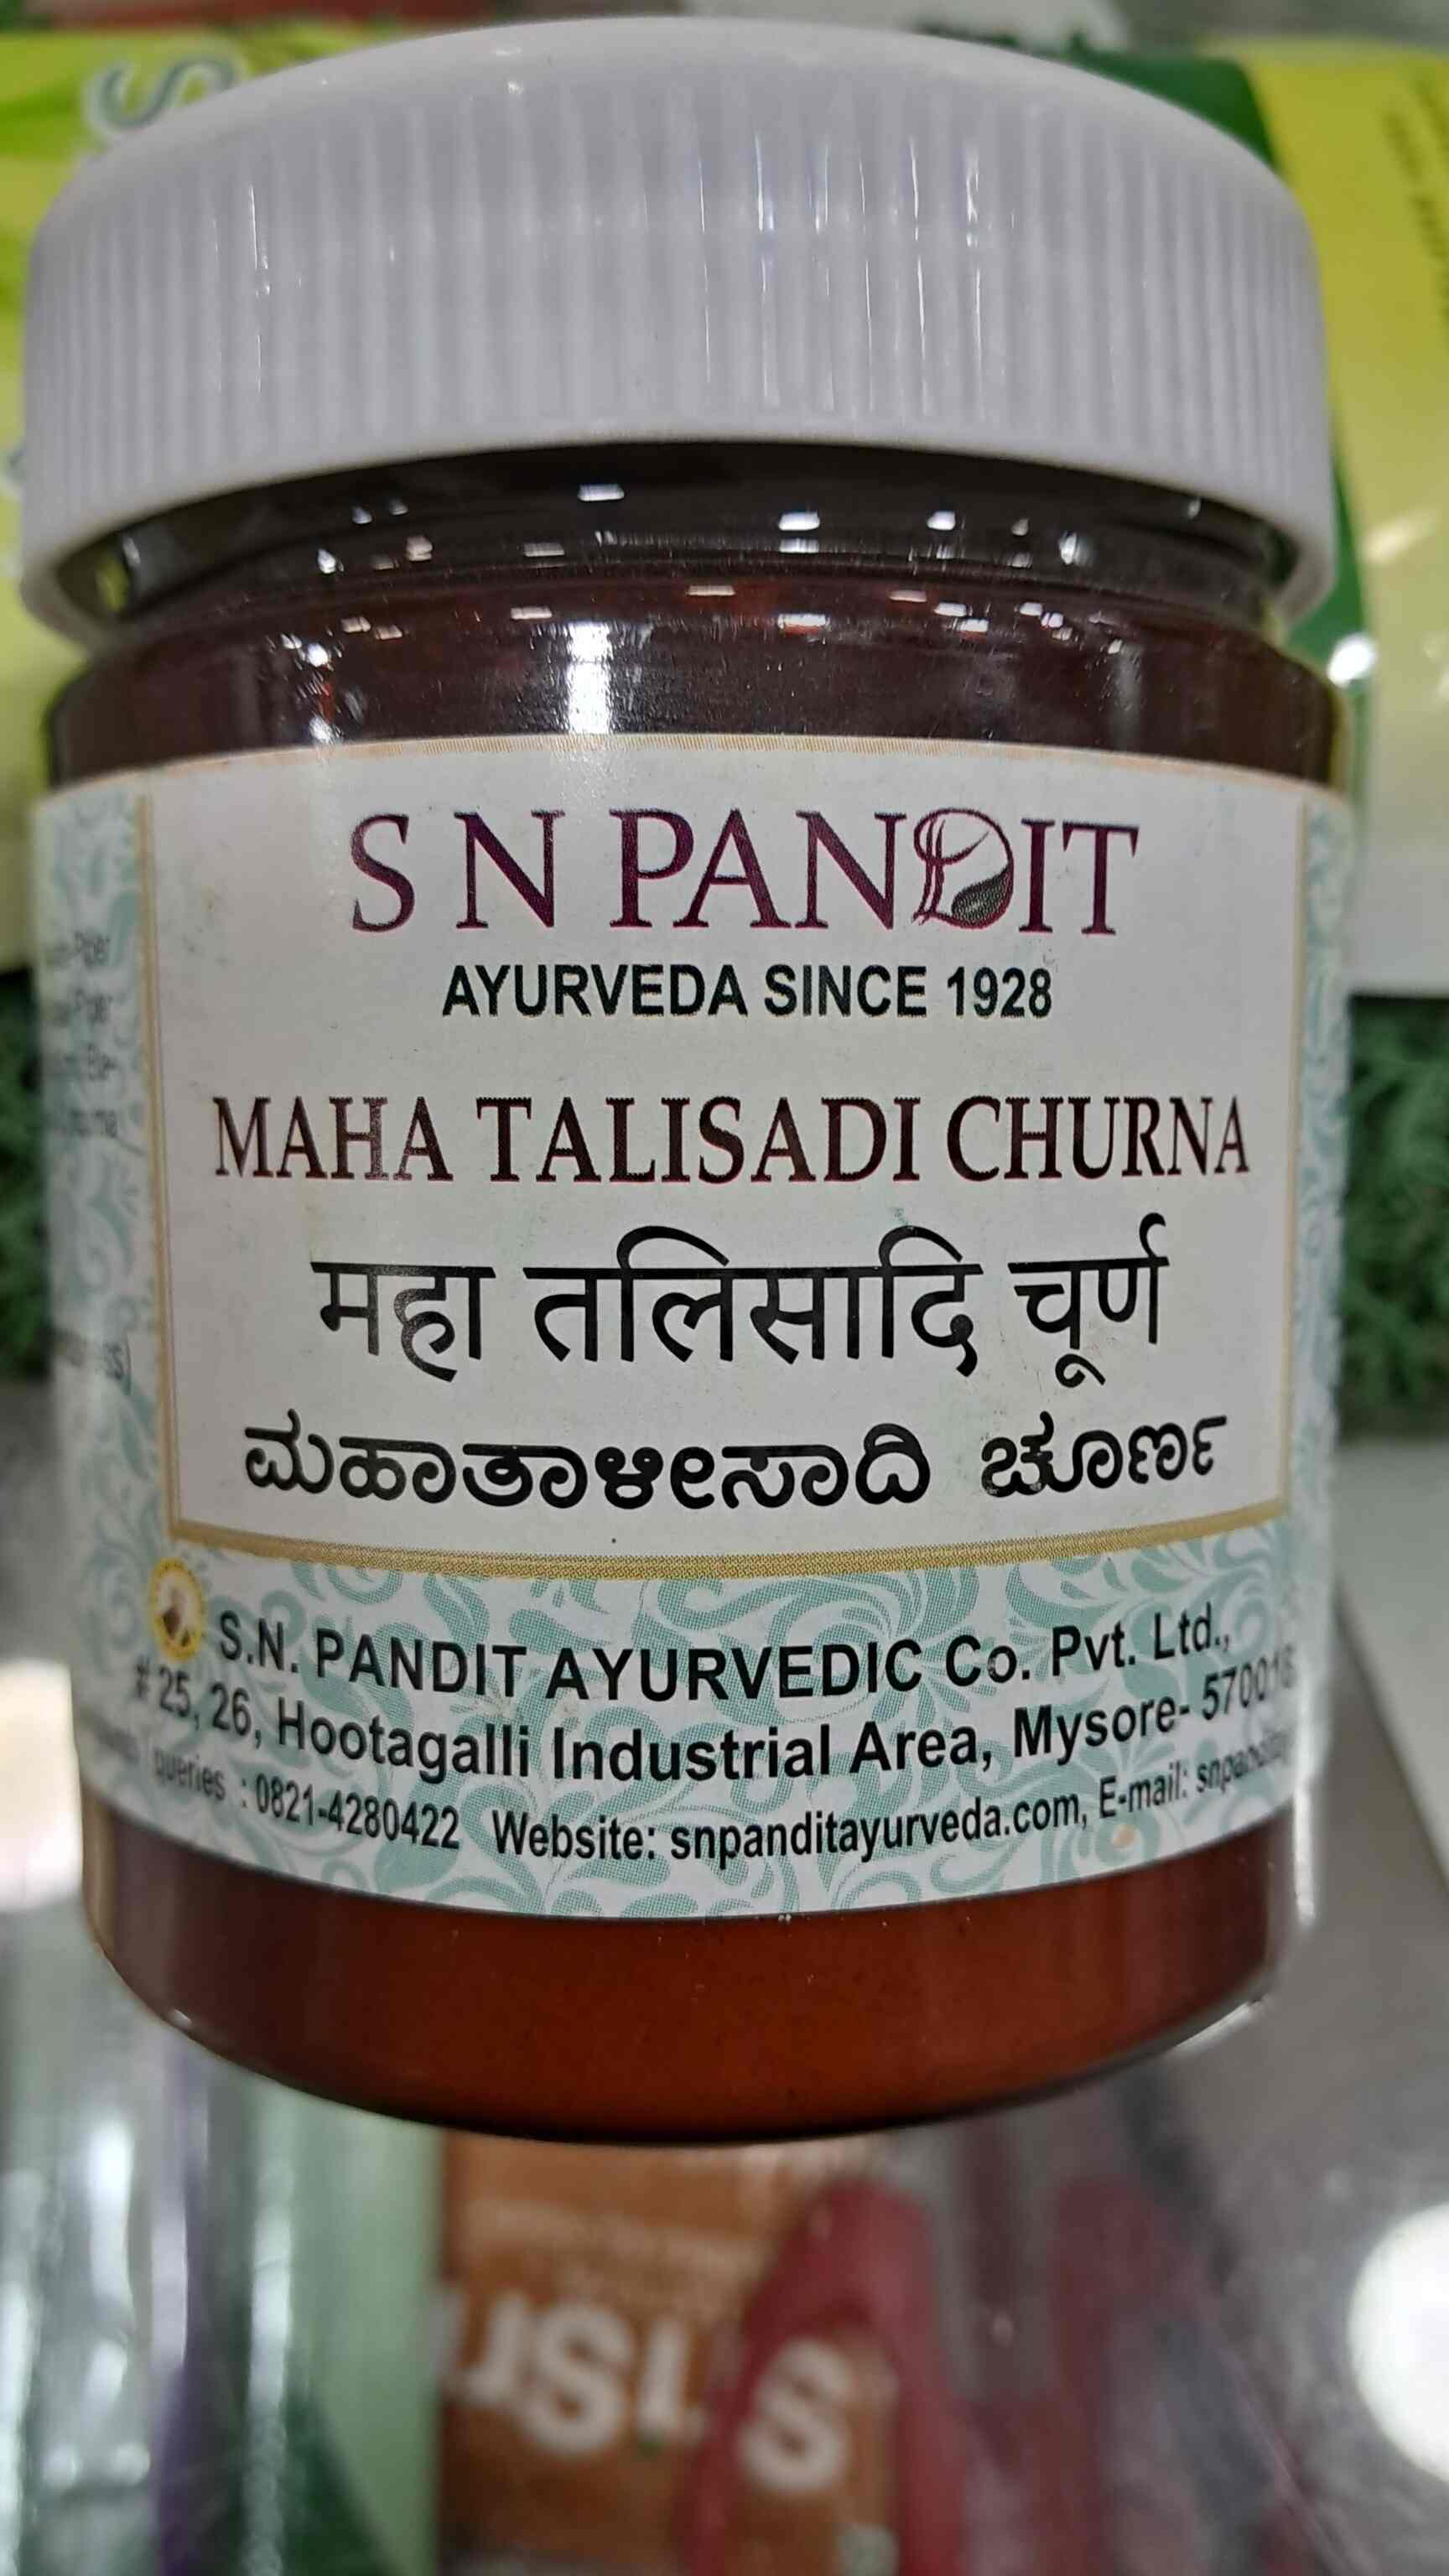 S N PANDIT
AYURVEDA SINCE 1928
MAHA TALISADI CHURNA
महा तलिसादि चूर्ण
ಮಹಾತಾಳೀಸಾದಿ ಚೂರ್ಣ
S.N. PANDIT AYURVEDIC Co. Pvt. Ltd.,
# 25, 26, Hootagalli Industrial Area, Mysore-
queries : 0821-4280422 Website: snpanditayurveda.com, E-mail: